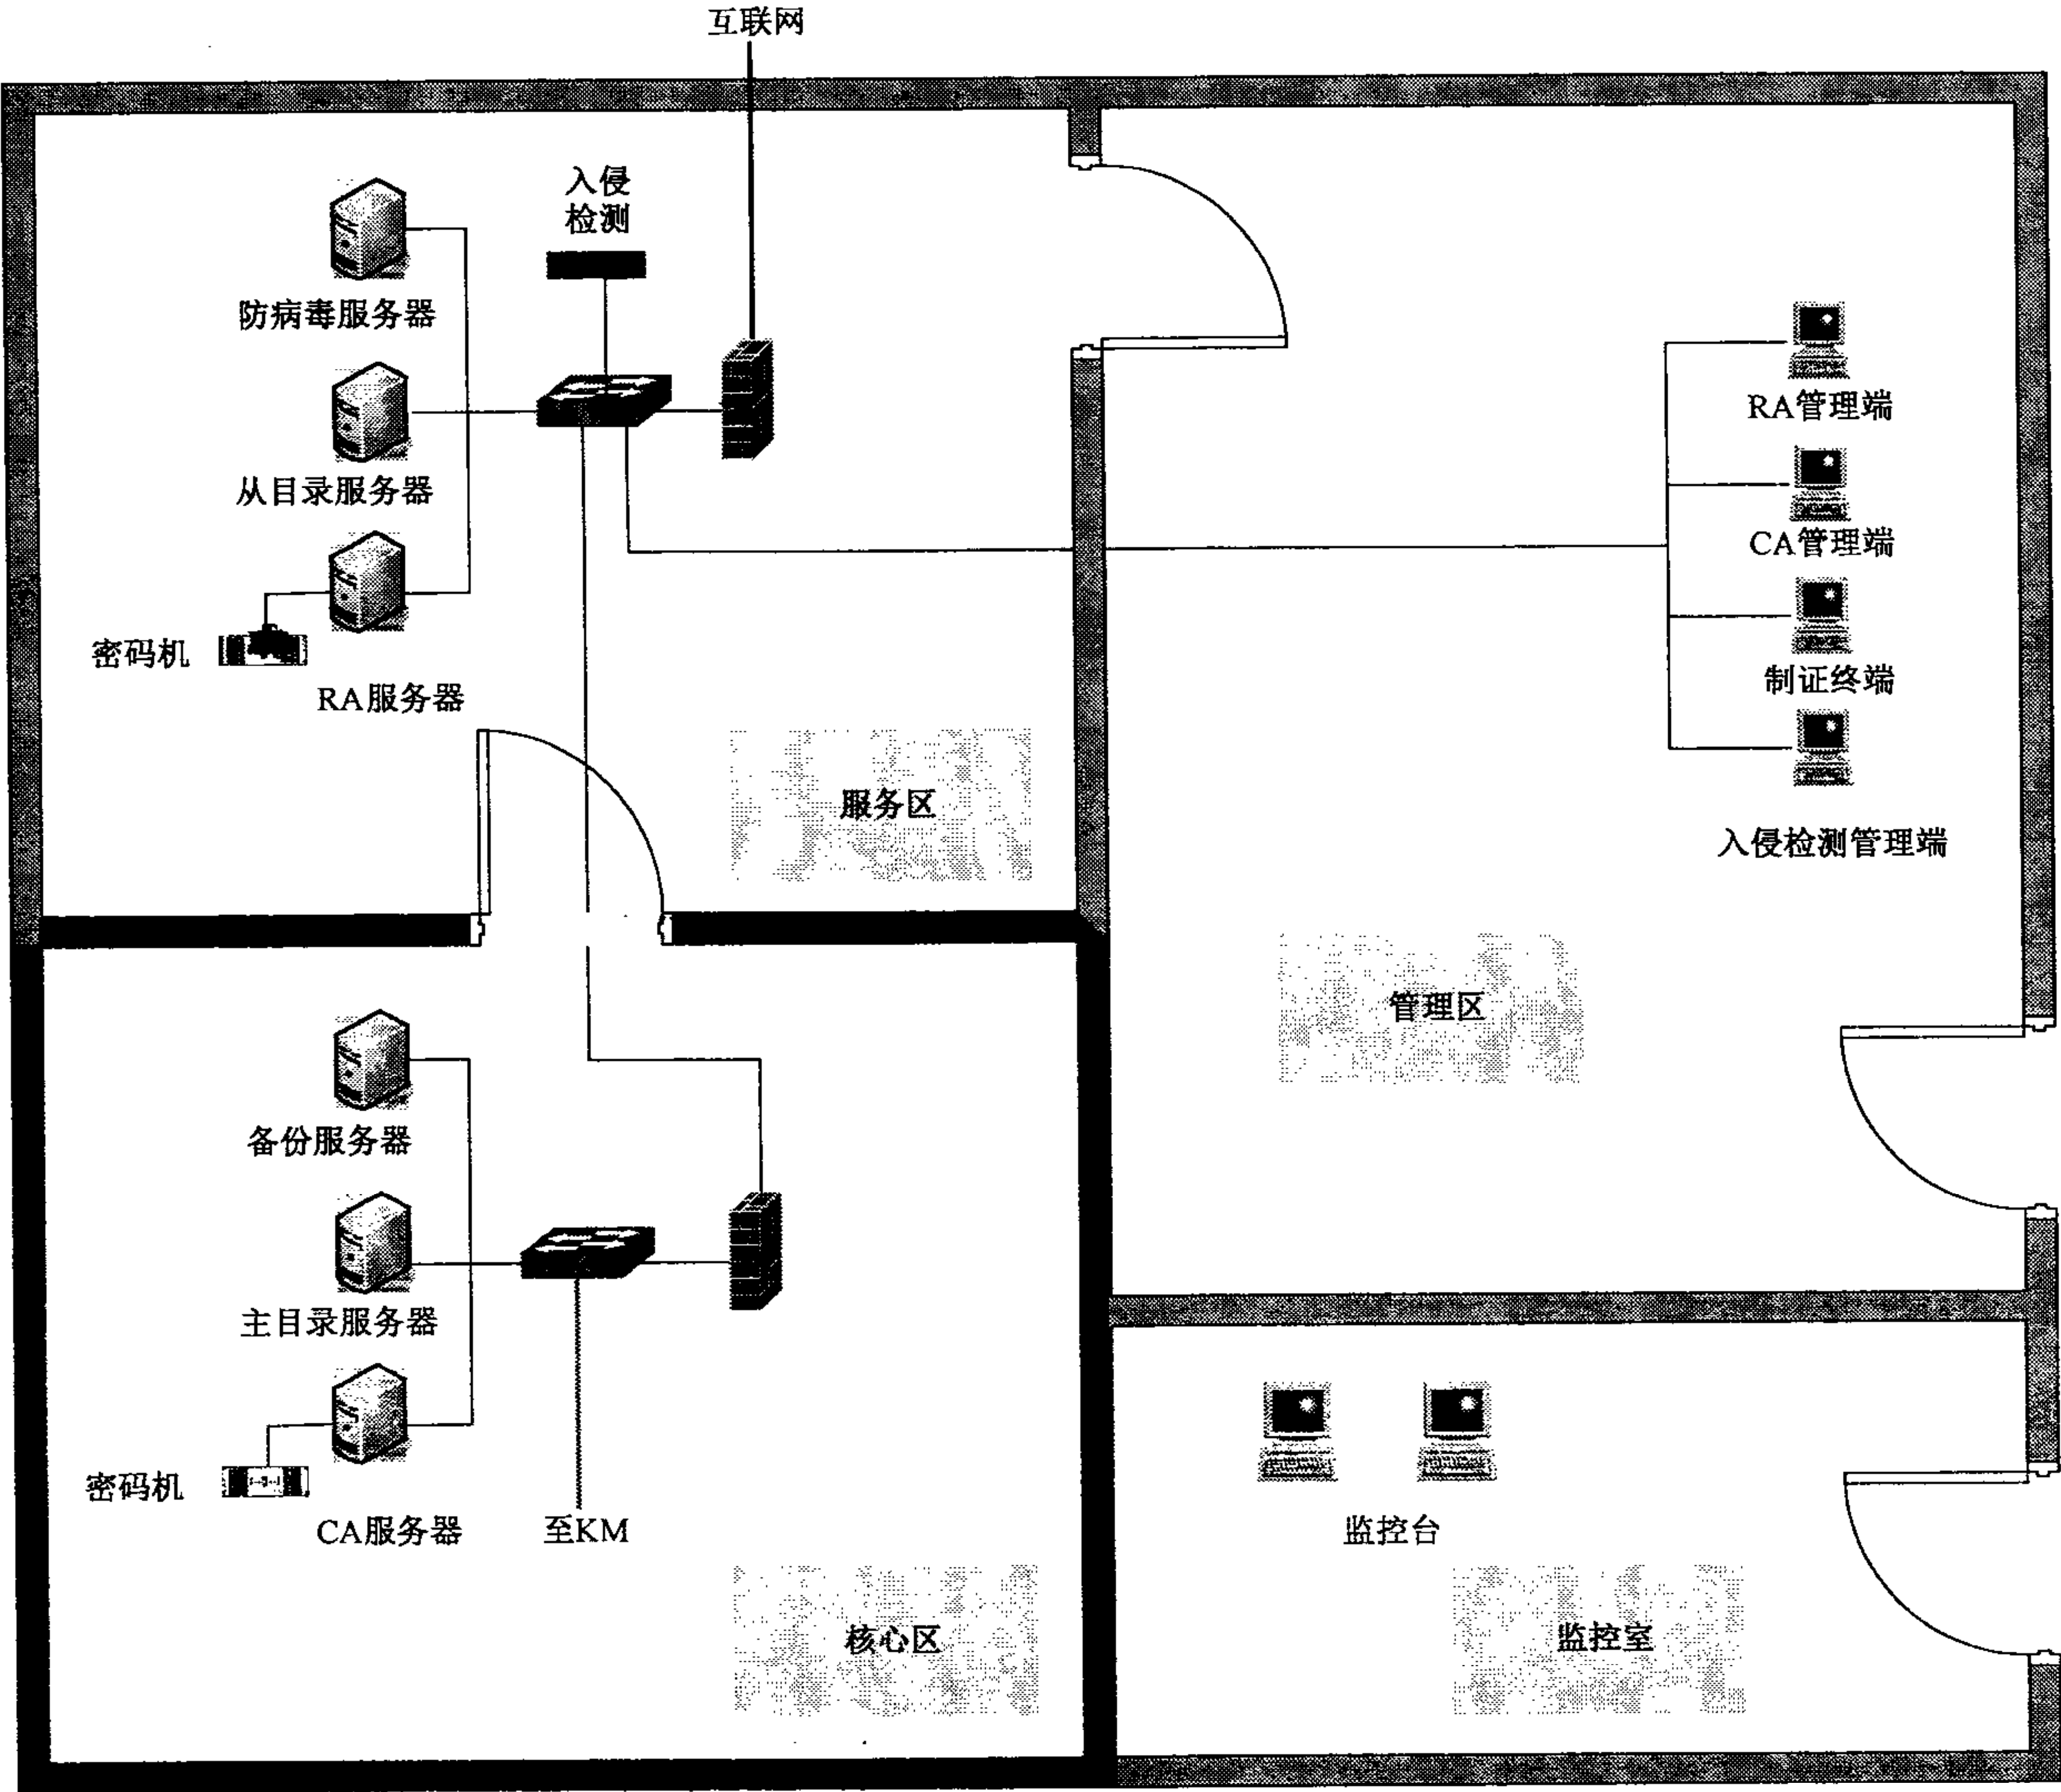 互联网
入侵
检测
防病毒服务器
从目录服务器
密码机
RA服务器
服务区
RA管理端
CA管理端
制证终端
入侵检测管理端
管理区
备份服务器
主目录服务器
密码机
CA服务器
至KM
核心区
监控台
监控室